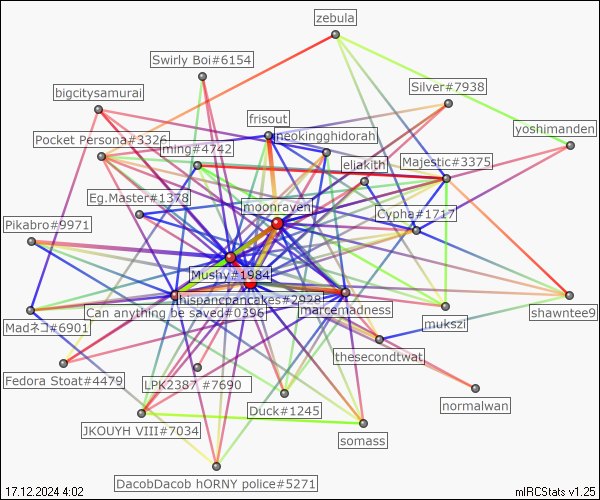 zebula
Swirly Boi#6154
Silver#7938
bigcitysamurai
frisout
yoshimanden
Pocket Persona#3326
neokingghidorah
ming#4742
eljakith
Majestic#3375
Eg.Master#1378
moonraven
Cypha#1717
Pikabro#9971
Mushy#1984
hispancpancakes#2928
Can anything be saved#0396
marcemadness
shawntee9
Madネコ#6901
mukszi
thesecondtwat
Fedora Stoat#4479
LPK2387 #7690
normalwan
Duck#1245
JKOUYH VIII#7034
somass
DacobDacob hORNY police#5271
17.12.2024 4:02
mIRCStats v1.25